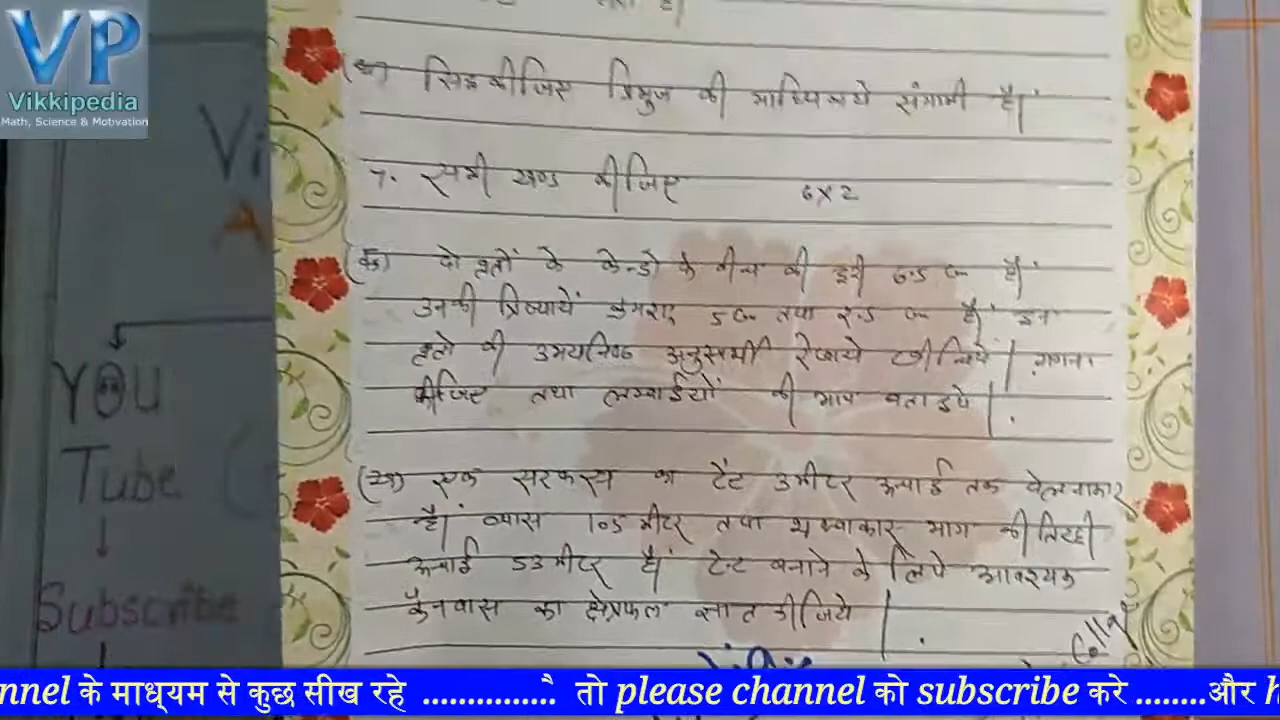 VP
Vikkipedia
Math, Science & Motivation
सिद्ध कीजिए त्रिभुज की माध्यिकाये संगामी है।
7. सभी खण्ड कीजिए 6x2
(क) दो वृतों के केन्द्रो के बीच की दूरी 6.5 cm है।
उनकी त्रिज्यायें क्रमशः 5 cm तथा 2.5 cm है। इन
वृतो की उभयनिष्ठ अनुस्पर्शी रेखाये खीन्चिये। गणना
कीजिए तथा लम्बाईयों की माप बताइये।
(ख) एक सरकस का टेंट 3 मीटर ऊचाई तक वेलनाकार
है। व्यास 105 मीटर तथा शंक्वाकार भाग की तिरछी
ऊचाई 53 मीटर है। टेन्ट बनाने के लिये आवश्यक
कैनवास का क्षेत्रफल ज्ञात कीजिये।
YOU
Tube
Subscribe
nnel के माध्यम से कुछ सीख रहे ............... तो please channel को subscribe करे ........और h